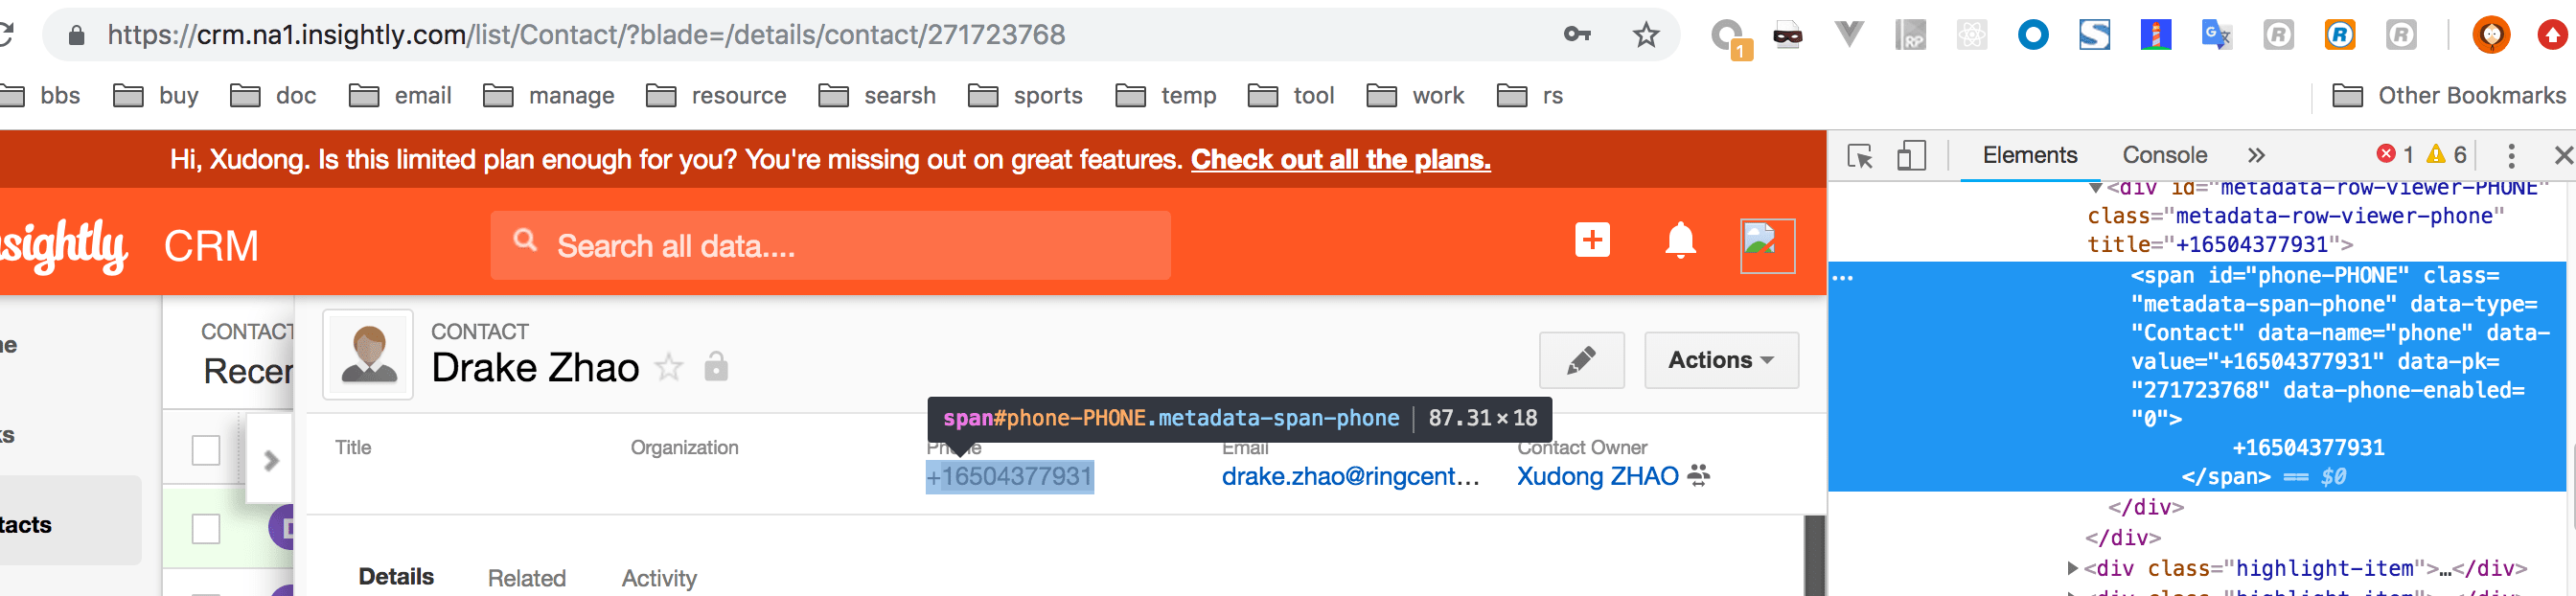 https://crm.na1.insightly.com/list/Contact/?blade=/details/contact/271723768
1
bbs buy doc email manage resource searsh sports temp tool work rs Other Bookmarks
Hi, Xudong. Is this limited plan enough for you? You're missing out on great features. Check out all the plans.
nsightly CRM
Search all data....
CONTACT
Recen
CONTACT
Drake Zhao
Actions
span#phone-PHONE.metadata-span-phone | 87.31 × 18
Title Organization Phone Email Contact Owner
+16504377931 drake.zhao@ringcent... Xudong ZHAO
tacts
Details Related Activity
Elements Console » 1 6
<div id="metadata-row-viewer-PHONE"
class="metadata-row-viewer-phone"
title="+16504377931">
<span id="phone-PHONE" class=
"metadata-span-phone" data-type=
"Contact" data-name="phone" data-
value="+16504377931" data-pk=
"271723768" data-phone-enabled=
"0">
+16504377931
</span> == $0
</div>
</div>
<div class="highlight-item">…</div>